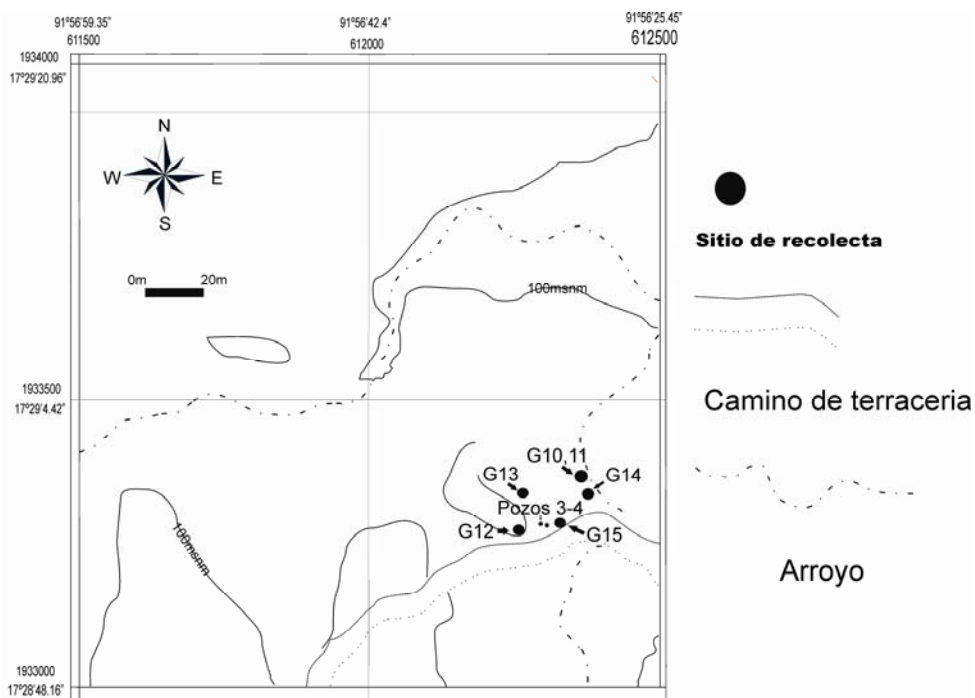 91°56'59.35"
611500
91°56'42.4"
612000
91°56'25.45"
612500
1934000
17°29'20.96"
N
W
E
S
0m 20m
Sitio de recolecta
100msnm
1933500
17°29'4.42"
Camino de terraceria
G10,11
G13
G14
Pozos 3-4
G12
G15
100msnm
Arroyo
1933000
17°28'48.16"